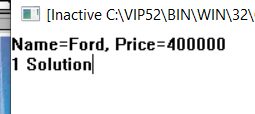 [Inactive C:\VIP52\BIN\WIN\32\
Name=Ford, Price=400000
1 Solution